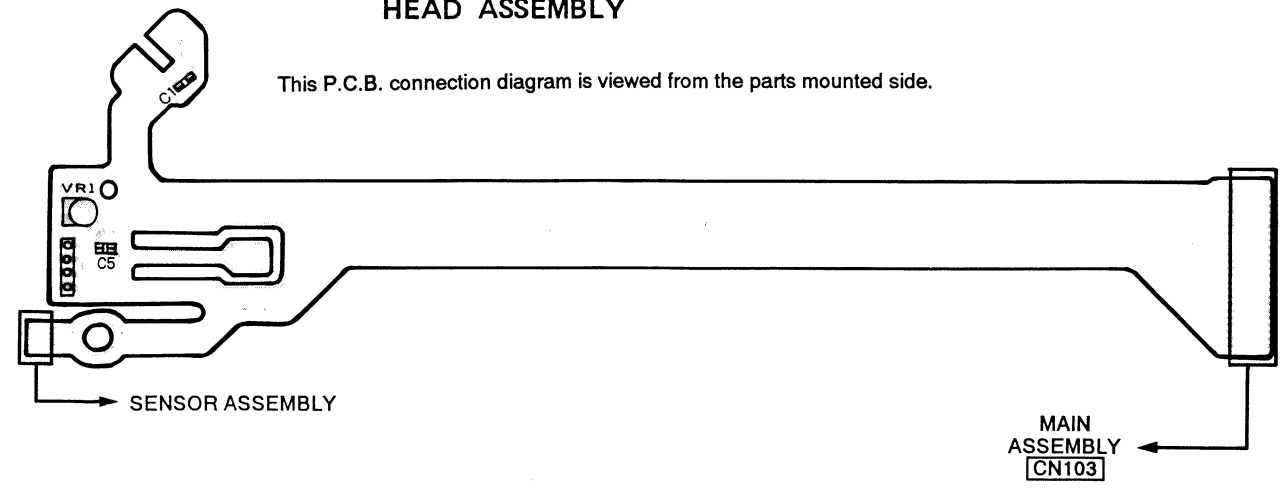 HEAD ASSEMBLY
This P.C.B. connection diagram is viewed from the parts mounted side.
C1
VR1
C5
SENSOR ASSEMBLY
MAIN
ASSEMBLY
CN103